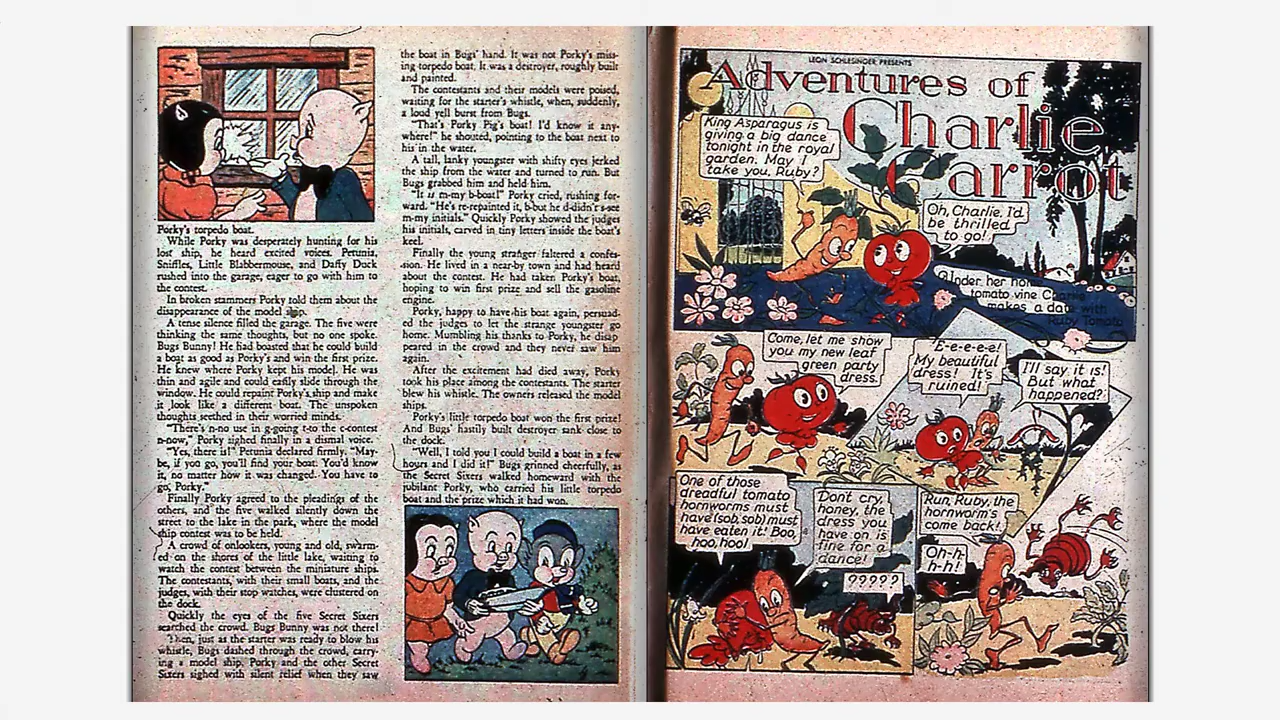 Porky's torpedo boat.
While Porky was desperately hunting for his
lost ship, he heard excited voices. Petunia,
Sniffles, Little Blabbermouse, and Daffy Duck
rushed into the garage, eager to go with him to
the contest.
In broken stammers Porky told them about the
disappearance of the model ship.
A tense silence filled the garage. The five were
thinking the same thoughts, but no one spoke.
Bugs Bunny! He had boasted that he could build
a boat as good as Porky's and win the first prize.
He knew where Porky kept his model. He was
thin and agile and could easily slide through the
window. He could repaint Porky's ship and make
it look like a different boat. The unspoken
thoughts seethed in their worried minds.
"There's n-no use in g-going t-to the c-contest
n-now," Porky sighed finally in a dismal voice.
"Yes, there is!" Petunia declared firmly. "May-
be, if you go, you'll find your boat. You'd know
it, no matter how it was changed. You have to
go, Porky."
Finally Porky agreed to the pleadings of the
others, and the five walked silently down the
street to the lake in the park, where the model
ship contest was to be held.
A crowd of onlookers, young and old, swarm-
ed on the shores of the little lake, waiting to
watch the contest between the miniature ships.
The contestants, with their small boats, and the
judges, with their stop watches, were clustered on
the dock.
Quickly the eyes of the five Secret Sixers
searched the crowd. Bugs Bunny was not there!
Then, just as the starter was ready to blow his
whistle, Bugs dashed through the crowd, carry-
ing a model ship. Porky and the other Secret
Sixers sighed with silent relief when they saw
the boat in Bugs' hand. It was not Porky's miss-
ing torpedo boat. It was a destroyer, roughly built
and painted.
The contestants and their models were poised,
waiting for the starter's whistle, when, suddenly,
a loud yell burst from Bugs.
"That's Porky Pig's boat! I'd know it any-
where!" he shouted, pointing to the boat next to
his in the water.
A tall, lanky youngster with shifty eyes jerked
the ship from the water and turned to run. But
Bugs grabbed him and held him.
"It is m-my b-boat!" Porky cried, rushing for-
ward. "He's re-repainted it, b-but he d-didn't s-see
m-my initials." Quickly Porky showed the judges
his initials, carved in tiny letters inside the boat's
keel.
Finally the young stranger faltered a confes-
sion. He lived in a near-by town and had heard
about the contest. He had taken Porky's boat,
hoping to win first prize and sell the gasoline
engine.
Porky, happy to have his boat again, persuad-
ed the judges to let the strange youngster go
home. Mumbling his thanks to Porky, he disap
peared in the crowd and they never saw him
again.
After the excitement had died away, Porky
took his place among the contestants. The starter
blew his whistle. The owners released the model
ships.
Porky's little torpedo boat won the first prize!
And Bugs' hastily built destroyer sank close to
the dock.
"Well, I told you I could build a boat in a few
hours and I did it!" Bugs grinned cheerfully, as
the Secret Sixers walked homeward with the
jubilant Porky, who carried his little torpedo
boat and the prize which it had won.
LEON SCHLESINGER PRESENTS
Adventures of
Charlie
Carrot
King Asparagus is
giving a big dance
tonight in the royal
garden. May I
take you, Ruby?
Oh, Charlie. I'd
be thrilled
to go!
Under her
tomato vine
makes a date with
Ruby Tomato
Come, let me show
you my new leaf
green party
dress.
E-e-e-e-e!
My beautiful
dress! It's
ruined!
I'll say it is!
But what
happened?
One of those
dreadful tomato
hornworms must
have (sob, sob) must
have eaten it! Boo,
hoo, hoo!
Don't cry,
honey, the
dress you
have on is
fine for a
dance!
?????
Run, Ruby, the
hornworm's
come back!
Oh-h-
h-h!